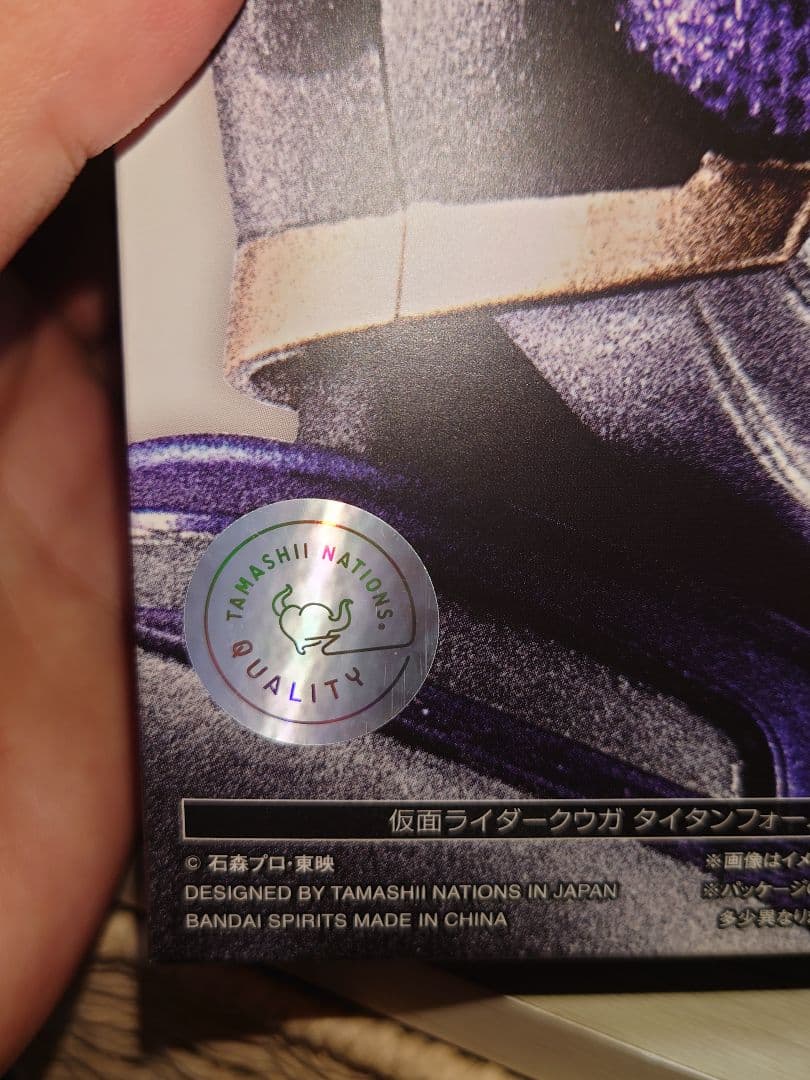 TAMASHII NATIONS®
QUALITY
仮面ライダークウガ タイタンフォー
© 石森プロ・東映
※画像はイメ
DESIGNED BY TAMASHII NATIONS IN JAPAN
※パッケージ
BANDAI SPIRITS MADE IN CHINA
多少異なり